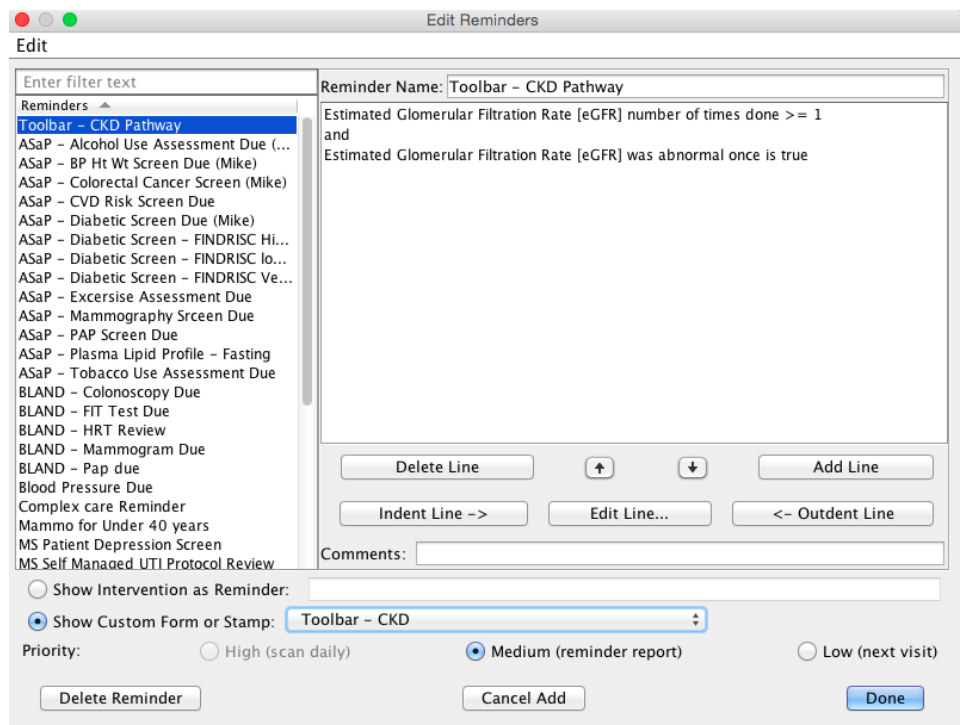 Edit Reminders
Edit
Enter filter text
Reminders
Toolbar – CKD Pathway
ASaP – Alcohol Use Assessment Due (...
ASaP – BP Ht Wt Screen Due (Mike)
ASaP – Colorectal Cancer Screen (Mike)
ASaP – CVD Risk Screen Due
ASaP – Diabetic Screen Due (Mike)
ASaP – Diabetic Screen – FINDRISC Hi...
ASaP – Diabetic Screen – FINDRISC lo...
ASaP – Diabetic Screen – FINDRISC Ve...
ASaP – Excersise Assessment Due
ASaP – Mammography Srceen Due
ASaP – PAP Screen Due
ASaP – Plasma Lipid Profile – Fasting
ASaP – Tobacco Use Assessment Due
BLAND – Colonoscopy Due
BLAND – FIT Test Due
BLAND – HRT Review
BLAND – Mammogram Due
BLAND – Pap due
Blood Pressure Due
Complex care Reminder
Mammo for Under 40 years
MS Patient Depression Screen
MS Self Managed UTI Protocol Review
Reminder Name: Toolbar – CKD Pathway
Estimated Glomerular Filtration Rate [eGFR] number of times done >= 1
and
Estimated Glomerular Filtration Rate [eGFR] was abnormal once is true
Delete Line Add Line
Indent Line –> Edit Line... <– Outdent Line
Comments:
Show Intervention as Reminder:
Show Custom Form or Stamp: Toolbar – CKD
Priority: High (scan daily) Medium (reminder report) Low (next visit)
Delete Reminder Cancel Add Done